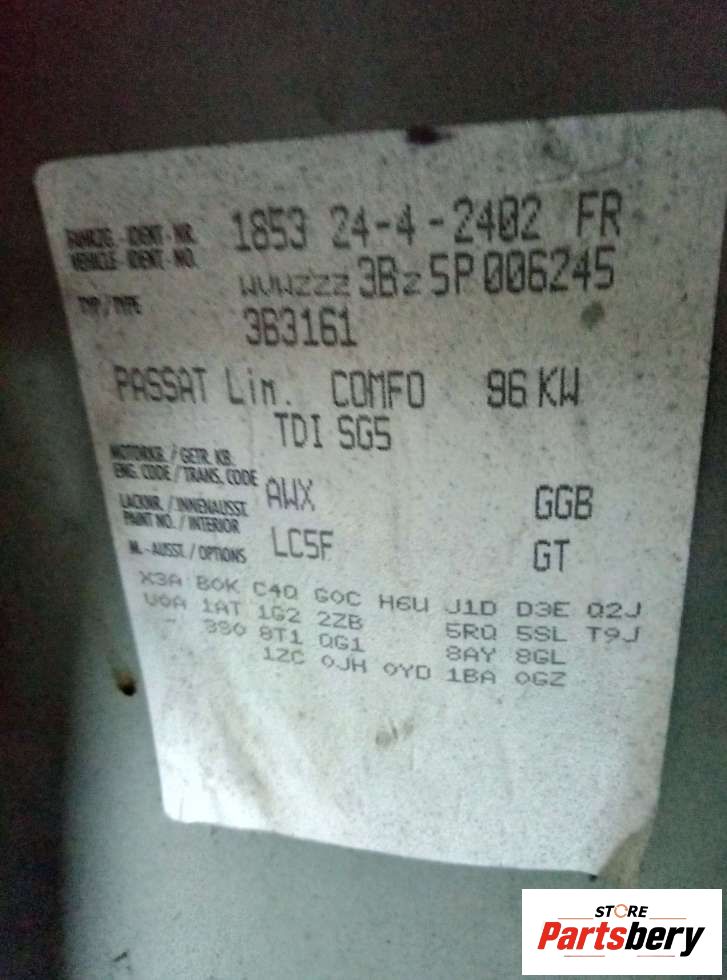 FAHRZG.-IDENT-NR. 1853 24-4-2402 FR
VEHICLE-IDENT-NO. WVWZZZ3BZ5P006245
TYP/TYPE 3B3161
PASSAT Lim. COMFO 96 KW
TDI SG5
MOTORKB./GETR.KB.
ENG.CODE/TRANS.CODE AWX GGB
LACKNR./INNENAUSST.
PAINT NO./INTERIOR LC5F GT
M.-AUSST./OPTIONS
X3A B0K C4Q G0C H6U J1D D3E Q2J
V0A 1AT 1G2 2ZB 5RQ 5SL T9J
3S0 8T1 QG1 8AY 8GL
1ZC 0JH 0YD 1BA 0GZ
STORE
Partsbery